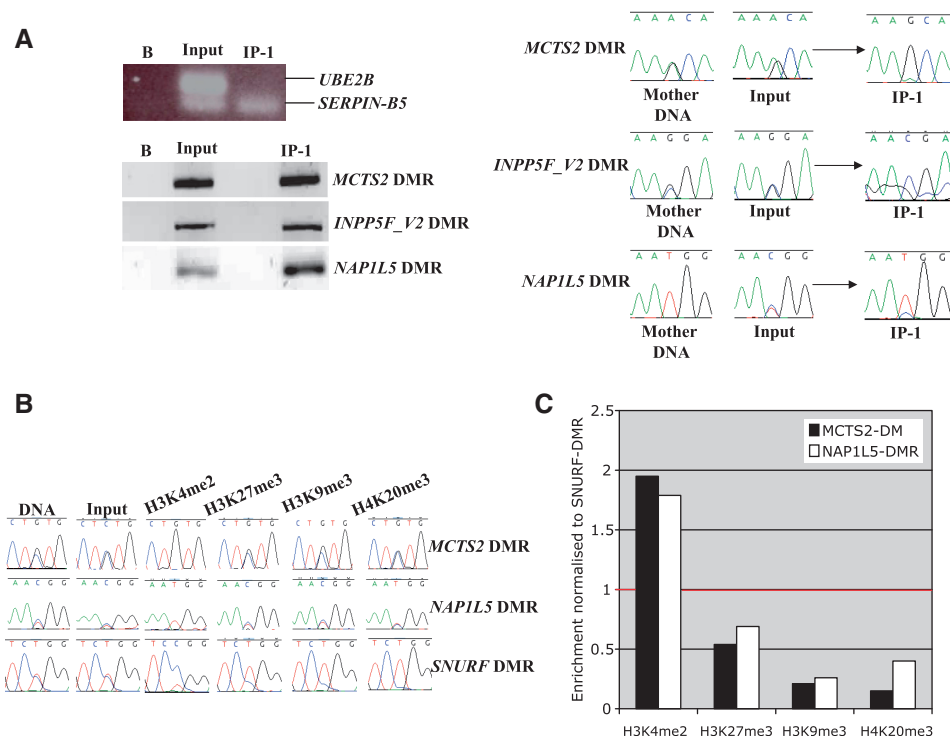 A
B Input IP-1
UBE2B
SERPIN-B5
B Input IP-1
MCTS2 DMR
INPP5F_V2 DMR
NAP1L5 DMR
A A A C A
A A A C A
A A G C A
MCTS2 DMR
Mother DNA
Input
IP-1
A A G G A
A A G G A
A A C G A
INPP5F_V2 DMR
Mother DNA
Input
IP-1
A A T G G
A A C G G
A A T G G
NAP1L5 DMR
Mother DNA
Input
IP-1
B
DNA Input H3K4me2 H3K27me3 H3K9me3 H4K20me3
C T G T G
C T C T G
C T G T G
C T G T G
C T G T G
C T G T G
MCTS2 DMR
A A C G G
A A C G G
A A T G G
A A C G G
A A C G G
A A T G G
NAP1L5 DMR
T C T G G
T C T G G
T C C G G
T C T G G
T C T G G
T C T G G
SNURF DMR
C
Enrichment normalised to SNURF-DMR
2.5
2
1.5
1
0.5
0
MCTS2-DM
NAP1L5-DMR
H3K4me2 H3K27me3 H3K9me3 H4K20me3